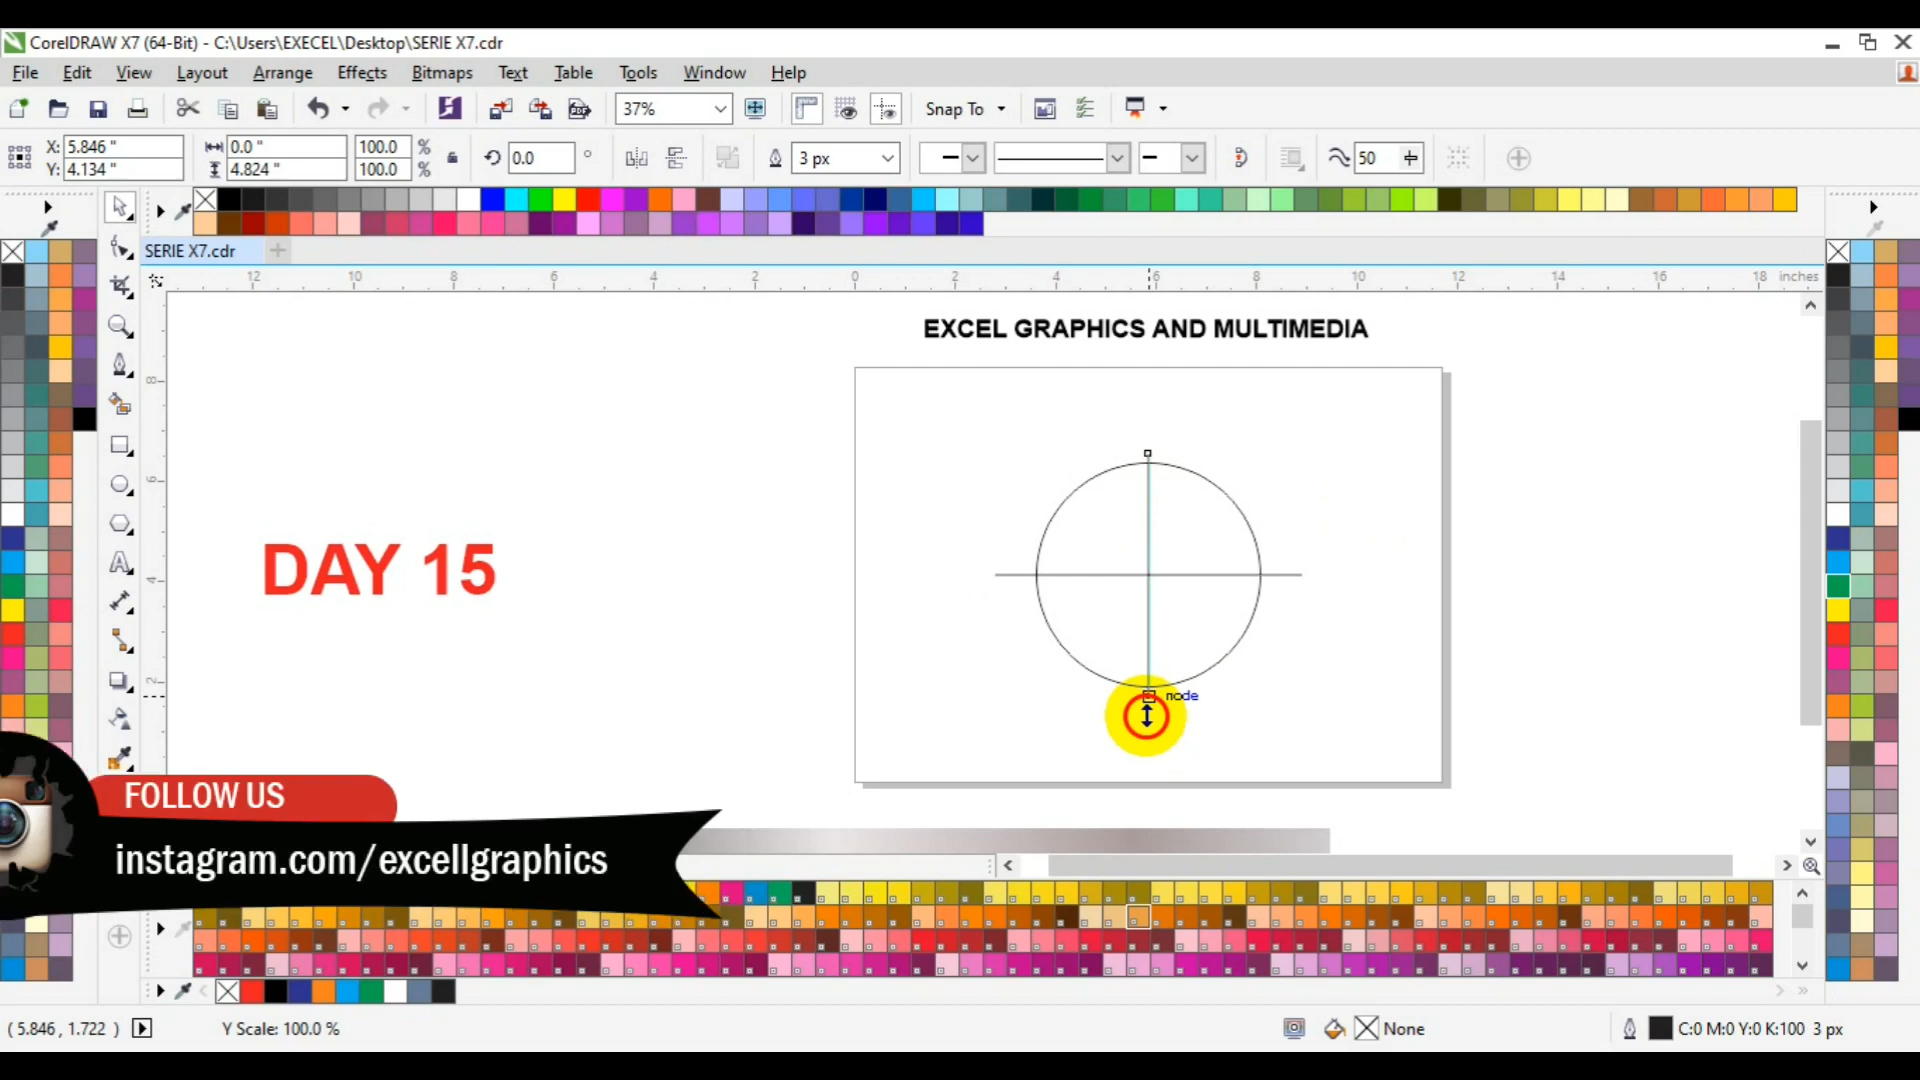 CorelDRAW X7 (64-Bit) - C:\Users\EXECEL\Desktop\SERIE X7.cdr
File Edit View Layout Arrange Effects Bitmaps Text Table Tools Window Help
37% Snap To
X: 5.846 " 0.0 " 100.0 % 0.0 ° 3 px 50
Y: 4.134 " 4.824 " 100.0 %
SERIE X7.cdr
12 10 8 6 4 2 0 2 4 6 8 10 12 14 16 18 inches
EXCEL GRAPHICS AND MULTIMEDIA
8
6
DAY 15
4
2
node
FOLLOW US
instagram.com/excellgraphics
( 5.846 , 1.722 ) Y Scale: 100.0 % None C:0 M:0 Y:0 K:100 3 px